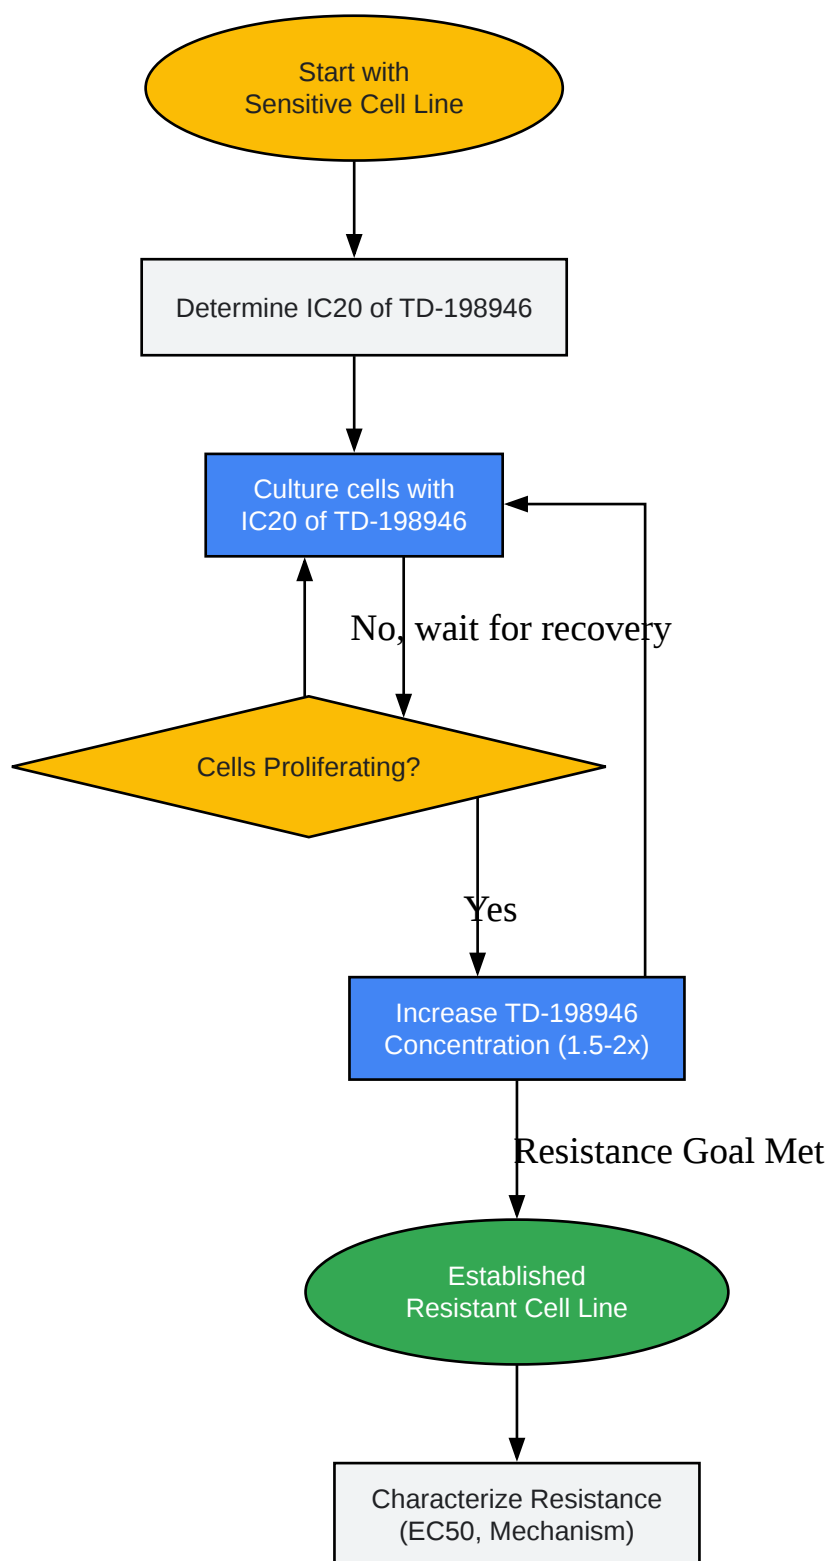 Start with
Sensitive Cell Line
Determine IC20 of TD-198946
Culture cells with
IC20 of TD-198946
No, wait for recovery
Cells Proliferating?
Yes
Increase TD-198946
Concentration (1.5-2x)
Resistance Goal Met
Established
Resistant Cell Line
Characterize Resistance
(EC50, Mechanism)